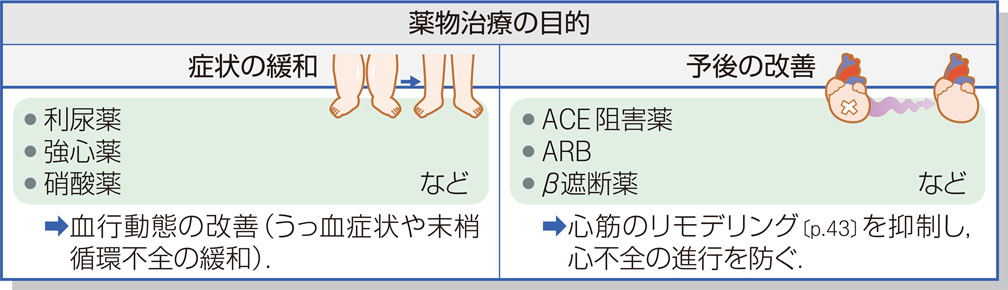 薬物治療の目的
症状の緩和
予後の改善
● 利尿薬
● 強心薬
● 硝酸薬 など
➡血行動態の改善(うっ血症状や末梢
循環不全の緩和).
● ACE阻害薬
● ARB
● β遮断薬 など
➡心筋のリモデリング〔p.43〕を抑制し,
心不全の進行を防ぐ.